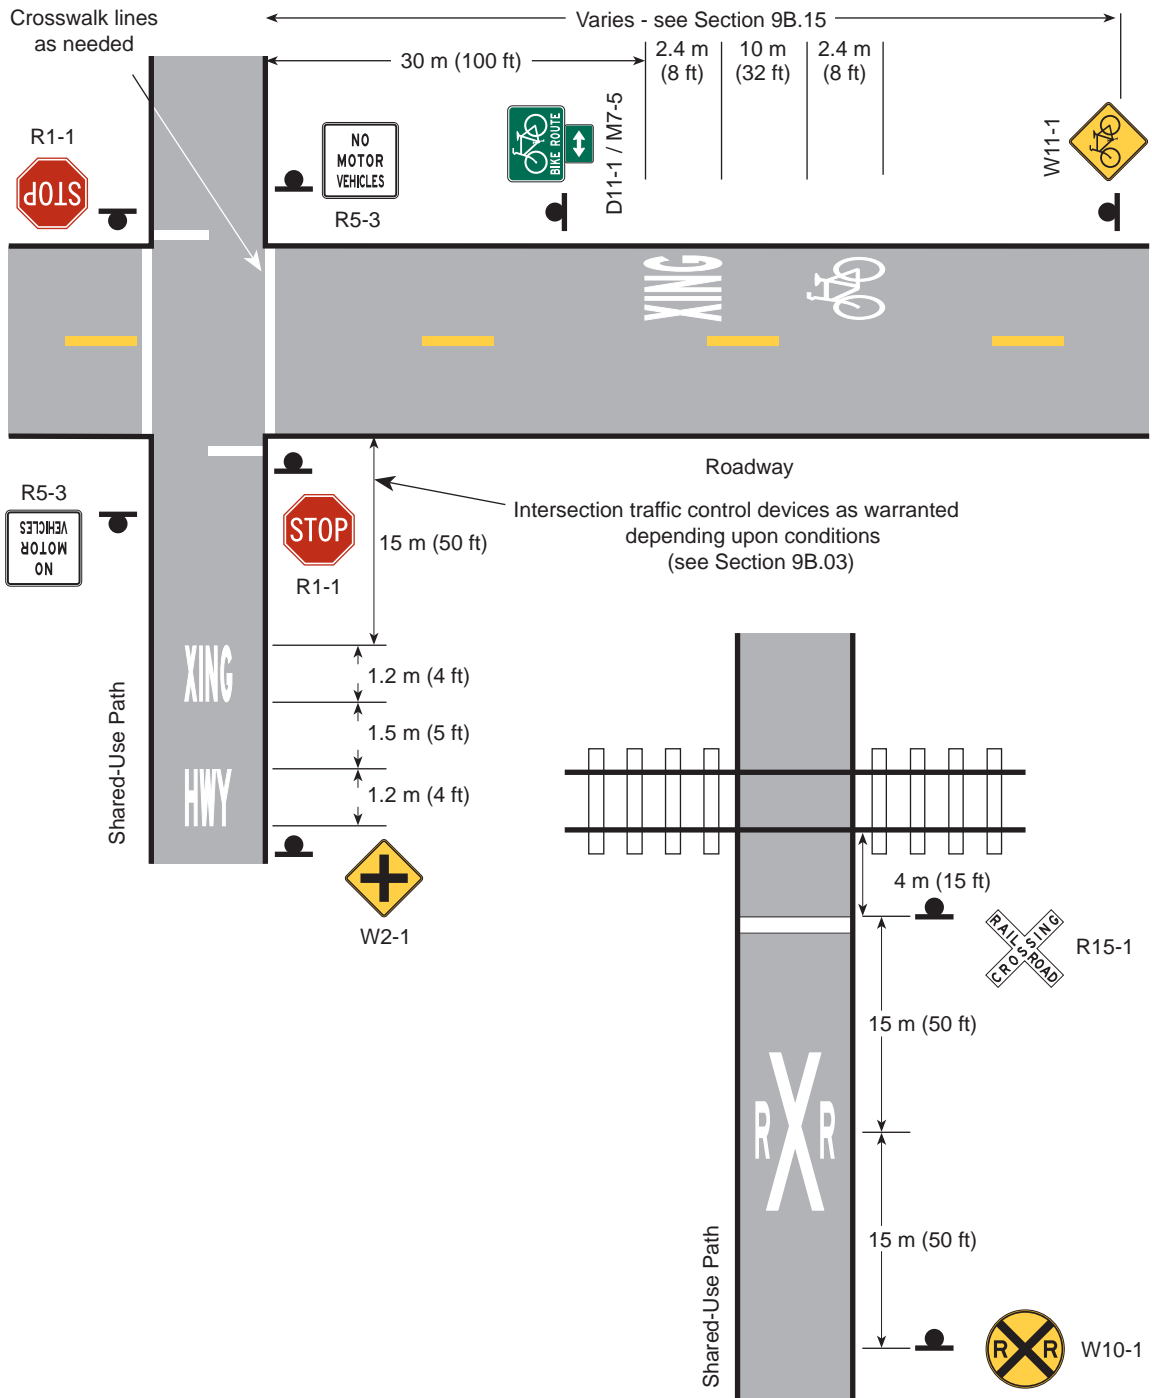 Crosswalk lines
as needed
Varies - see Section 9B.15
30 m (100 ft)
2.4 m
(8 ft)
10 m
(32 ft)
2.4 m
(8 ft)
R1-1
STOP
NO
MOTOR
VEHICLES
R5-3
BIKE ROUTE
D11-1 / M7-5
W11-1
XING
Roadway
R5-3
NO
MOTOR
VEHICLES
STOP
R1-1
15 m (50 ft)
Intersection traffic control devices as warranted
depending upon conditions
(see Section 9B.03)
XING
HWY
Shared-Use Path
1.2 m (4 ft)
1.5 m (5 ft)
1.2 m (4 ft)
W2-1
4 m (15 ft)
RAILROAD
CROSSING
R15-1
15 m (50 ft)
R X R
15 m (50 ft)
Shared-Use Path
R R
W10-1